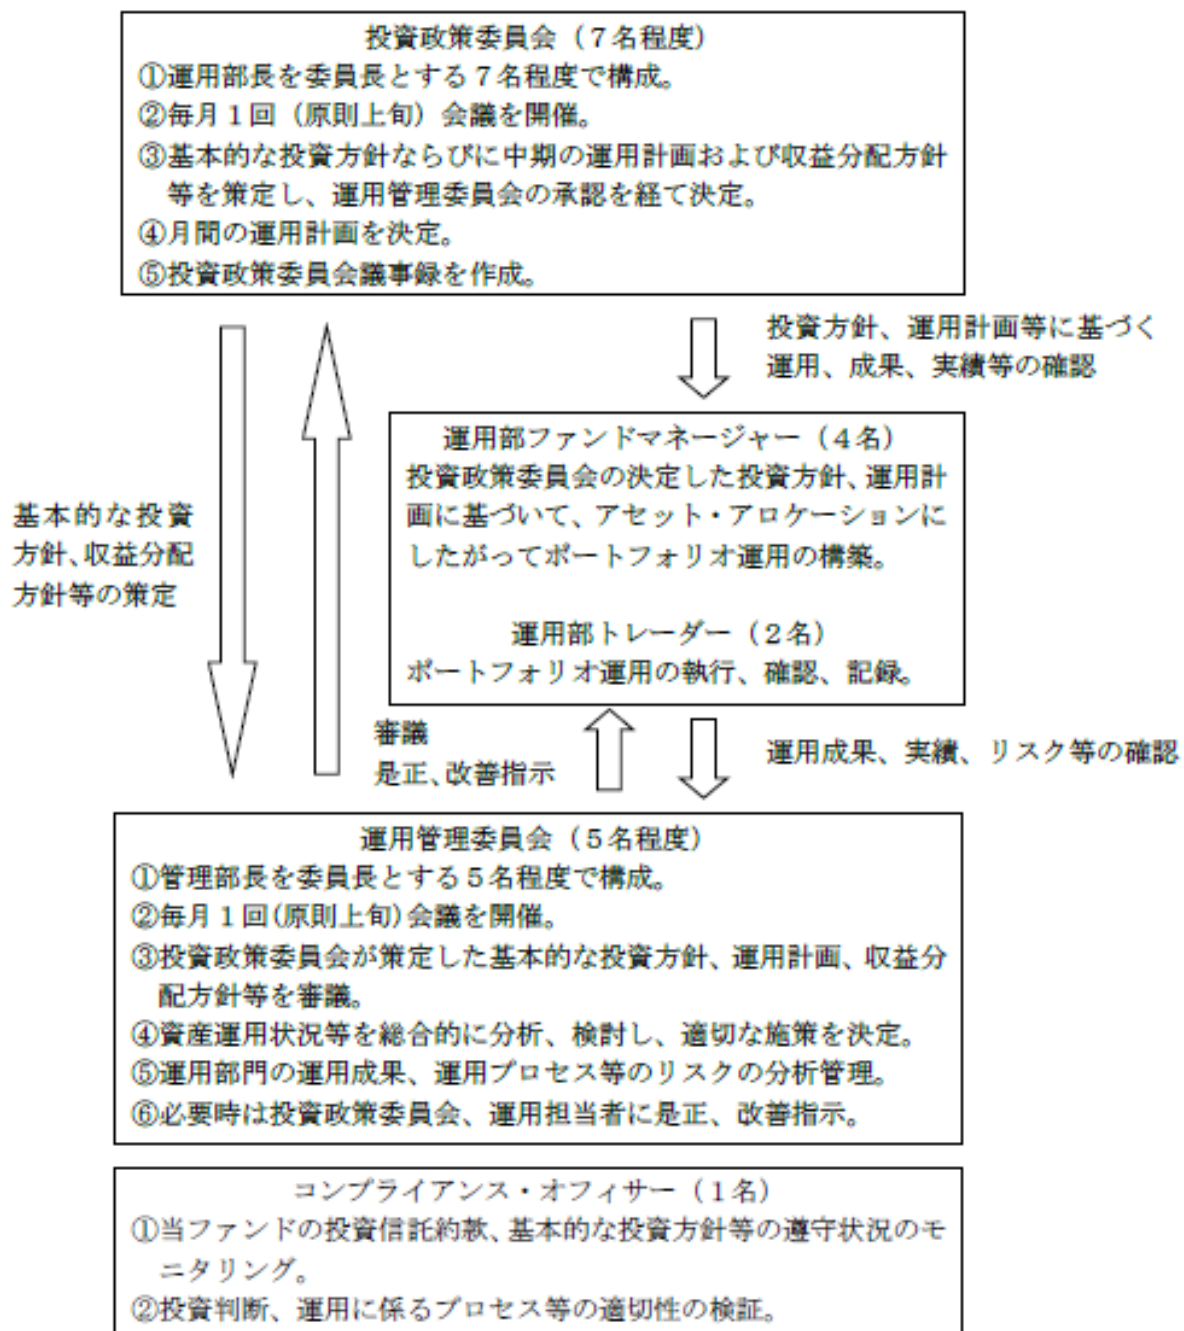 投資政策委員会（７名程度）
①運用部長を委員長とする７名程度で構成。
②毎月１回（原則上旬）会議を開催。
③基本的な投資方針ならびに中期の運用計画および収益分配方針
等を策定し、運用管理委員会の承認を経て決定。
④月間の運用計画を決定。
⑤投資政策委員会議事録を作成。
投資方針、運用計画等に基づく
運用、成果、実績等の確認
運用部ファンドマネージャー（４名）
投資政策委員会の決定した投資方針、運用計
画に基づいて、アセット・アロケーションに
したがってポートフォリオ運用の構築。
運用部トレーダー（２名）
ポートフォリオ運用の執行、確認、記録。
基本的な投資
方針、収益分配
方針等の策定
審議
是正、改善指示
運用成果、実績、リスク等の確認
運用管理委員会（５名程度）
①管理部長を委員長とする５名程度で構成。
②毎月１回(原則上旬)会議を開催。
③投資政策委員会が策定した基本的な投資方針、運用計画、収益分
配方針等を審議。
④資産運用状況等を総合的に分析、検討し、適切な施策を決定。
⑤運用部門の運用成果、運用プロセス等のリスクの分析管理。
⑥必要時は投資政策委員会、運用担当者に是正、改善指示。
コンプライアンス・オフィサー（１名）
①当ファンドの投資信託約款、基本的な投資方針等の遵守状況のモ
ニタリング。
②投資判断、運用に係るプロセス等の適切性の検証。